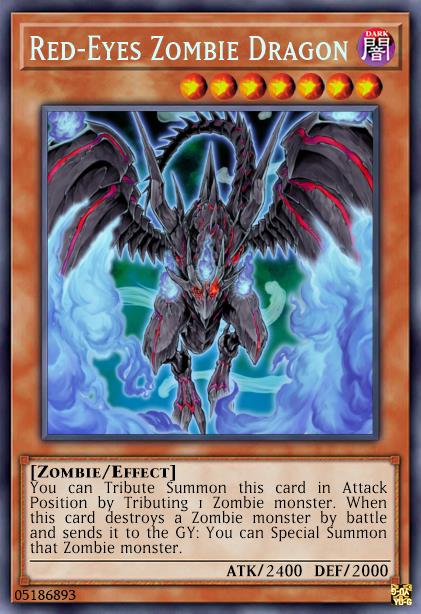 RED-EYES ZOMBIE DRAGON
DARK
闇
[ZOMBIE/EFFECT]
You can Tribute Summon this card in Attack
Position by Tributing 1 Zombie monster. When
this card destroys a Zombie monster by battle
and sends it to the GY: You can Special Summon
that Zombie monster.
ATK/2400 DEF/2000
05186893